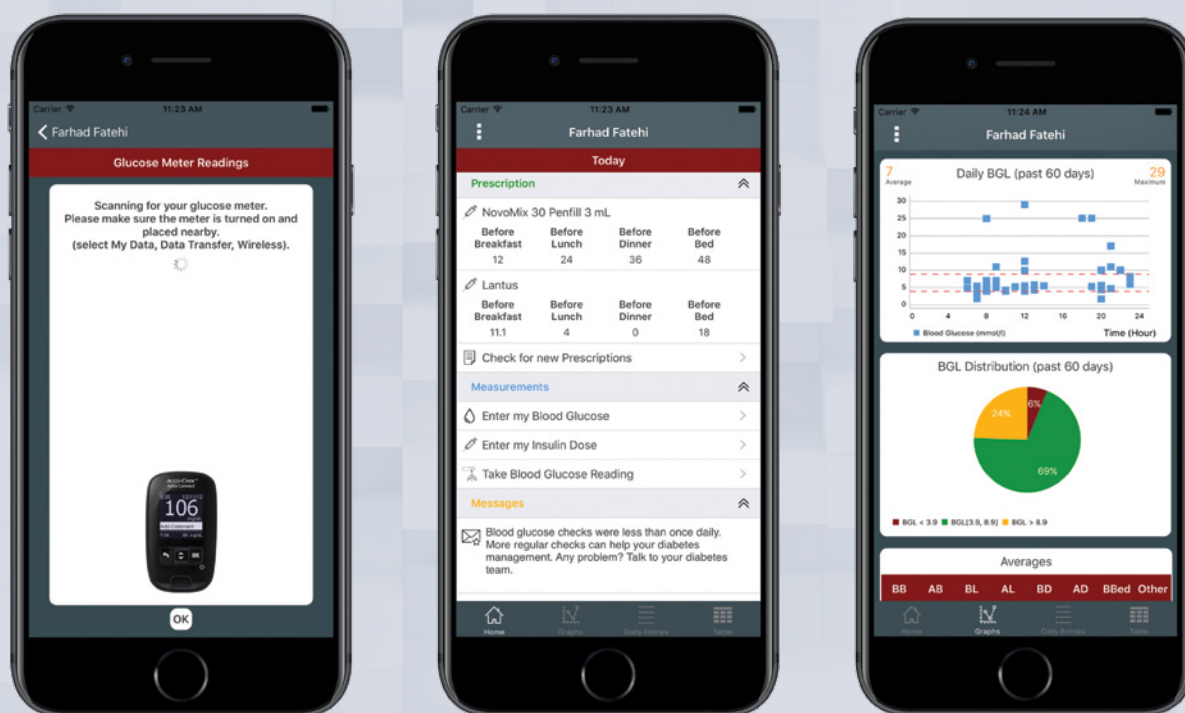 Carrier 11:23 AM
Farhad Fatehi
Glucose Meter Readings
Scanning for your glucose meter.
Please make sure the meter is turned on and
placed nearby.
(select My Data, Data Transfer, Wireless).
ACCU-CHEK
106
mg/dL
Add Comment
OK
OK
Carrier 11:23 AM
Farhad Fatehi
Today
Prescription
NovoMix 30 Penfill 3 mL
Before Breakfast Before Lunch Before Dinner Before Bed
12 24 36 48
Lantus
Before Breakfast Before Lunch Before Dinner Before Bed
11.1 4 0 18
Check for new Prescriptions
Measurements
Enter my Blood Glucose
Enter my Insulin Dose
Take Blood Glucose Reading
Messages
Blood glucose checks were less than once daily.
More regular checks can help your diabetes
management. Any problem? Talk to your diabetes
team.
Home Graphs Daily Entries Table
Carrier 11:24 AM
Farhad Fatehi
7 Average
Daily BGL (past 60 days)
29 Maximum
30
25
20
15
10
5
0
0 4 8 12 16 20 24
Blood Glucose (mmol/l) Time (Hour)
BGL Distribution (past 60 days)
24% 6%
69%
BGL < 3.9 BGL[3.9, 8.9] BGL > 8.9
Averages
BB AB BL AL BD AD BBed Other
Home Graphs Daily Entries Table